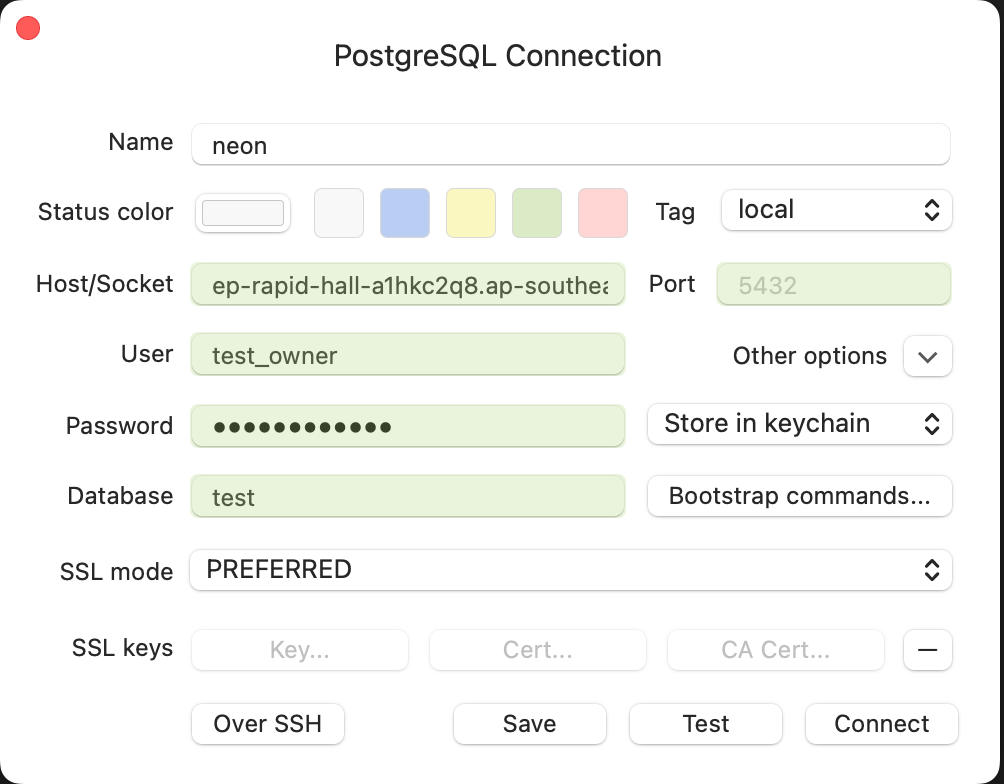 PostgreSQL Connection
Name neon
Status color Tag local
Host/Socket ep-rapid-hall-a1hkc2q8.ap-southea Port 5432
User test_owner Other options
Password ●●●●●●●●●●●● Store in keychain
Database test Bootstrap commands...
SSL mode PREFERRED
SSL keys Key... Cert... CA Cert...
Over SSH Save Test Connect